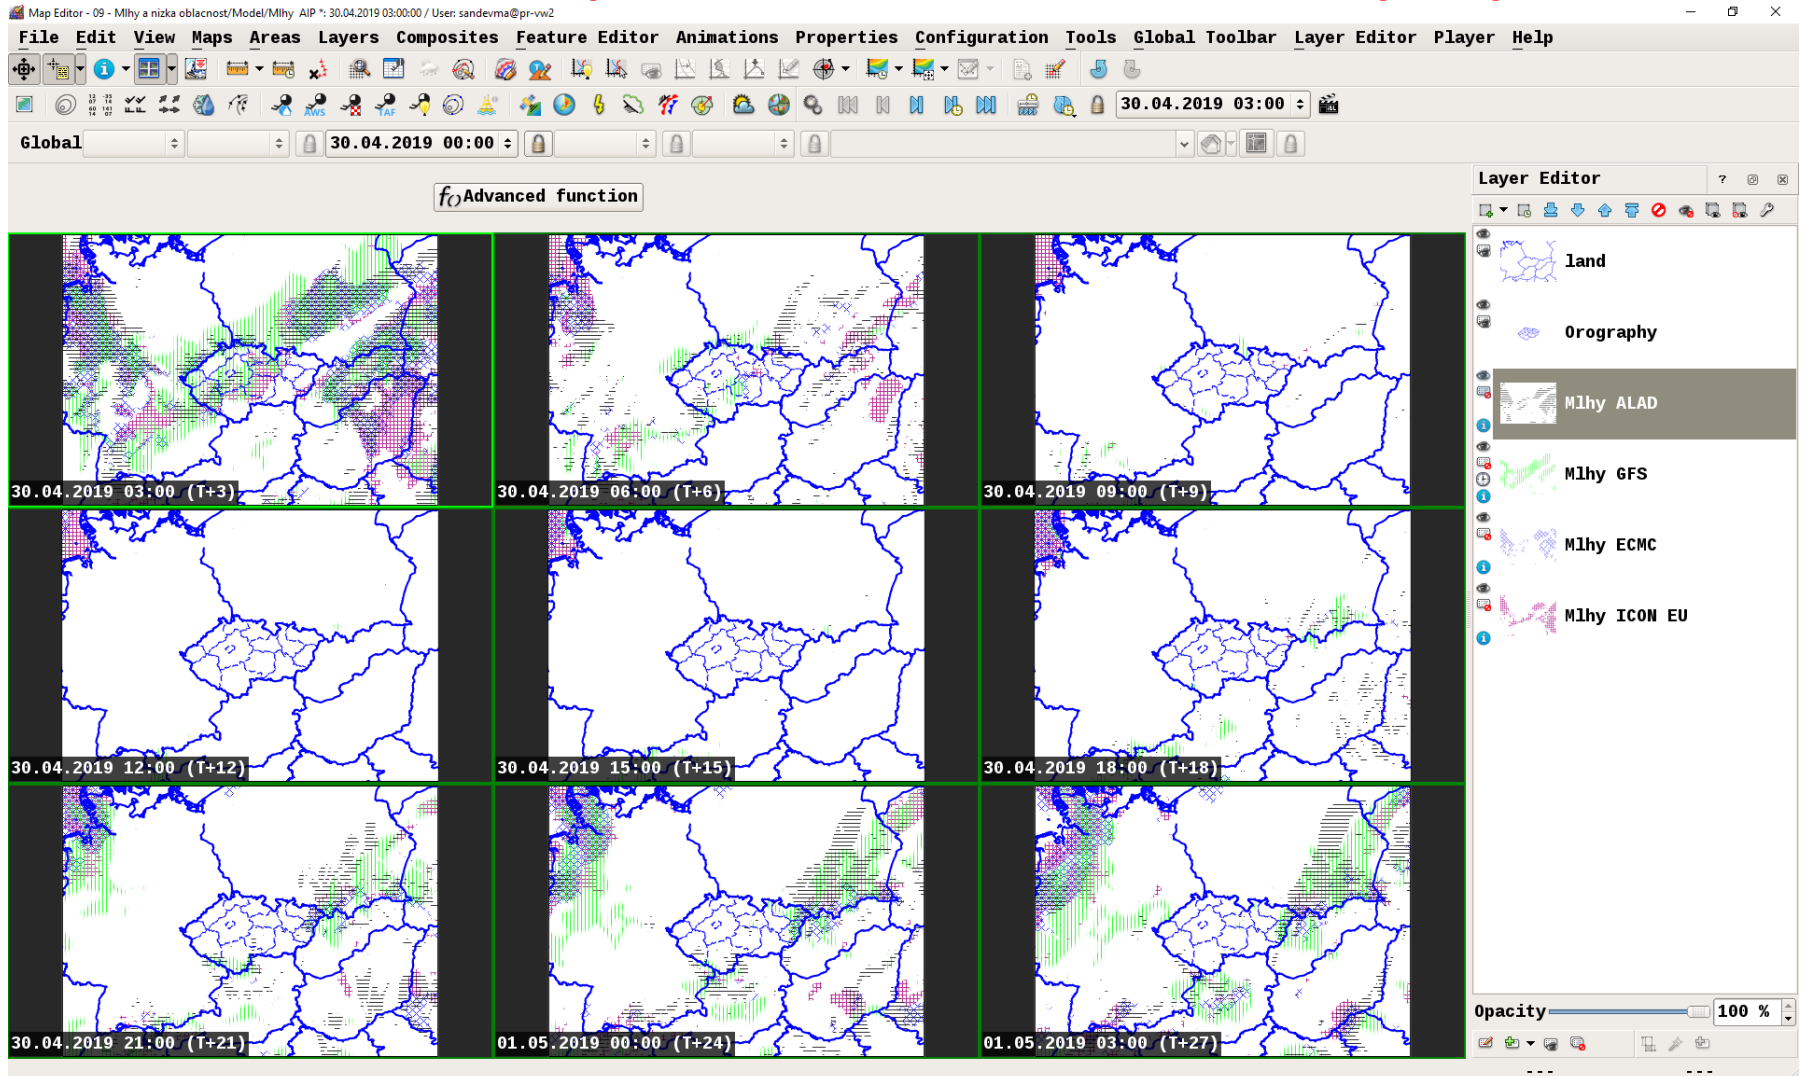 Map Editor - 09 - Mlhy a nizka oblacnost/Model/Mlhy  AIP *: 30.04.2019 03:00:00 / User: sandevma@pr-vw2
File Edit View Maps Areas Layers Composites Feature Editor Animations Properties Configuration Tools Global Toolbar Layer Editor Player Help
AWS TAF 30.04.2019 03:00
Global 30.04.2019 00:00
Layer Editor
Advanced function
land
Orography
Mlhy ALAD
Mlhy GFS
Mlhy ECMC
Mlhy ICON EU
30.04.2019 03:00 (T+3)
30.04.2019 06:00 (T+6)
30.04.2019 09:00 (T+9)
30.04.2019 12:00 (T+12)
30.04.2019 15:00 (T+15)
30.04.2019 18:00 (T+18)
30.04.2019 21:00 (T+21)
01.05.2019 00:00 (T+24)
01.05.2019 03:00 (T+27)
Opacity 100 %
--- ---